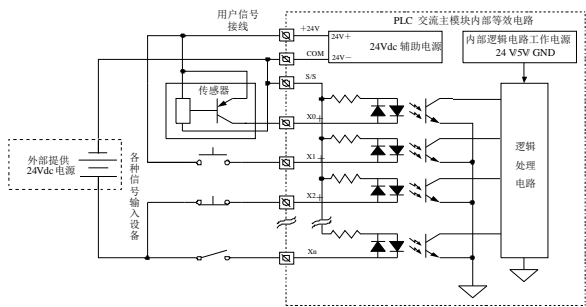 用户信号
接线
PLC 交流主模块内部等效电路
+24V
24V+
24Vdc 辅助电源
24V−
COM
内部逻辑电路工作电源
24 V/5V/ GND
S/S
传感器
X0+
外部提供
24Vdc 电源
各种信号输入设备
X1+
逻辑
处理
电路
X2+
Xn